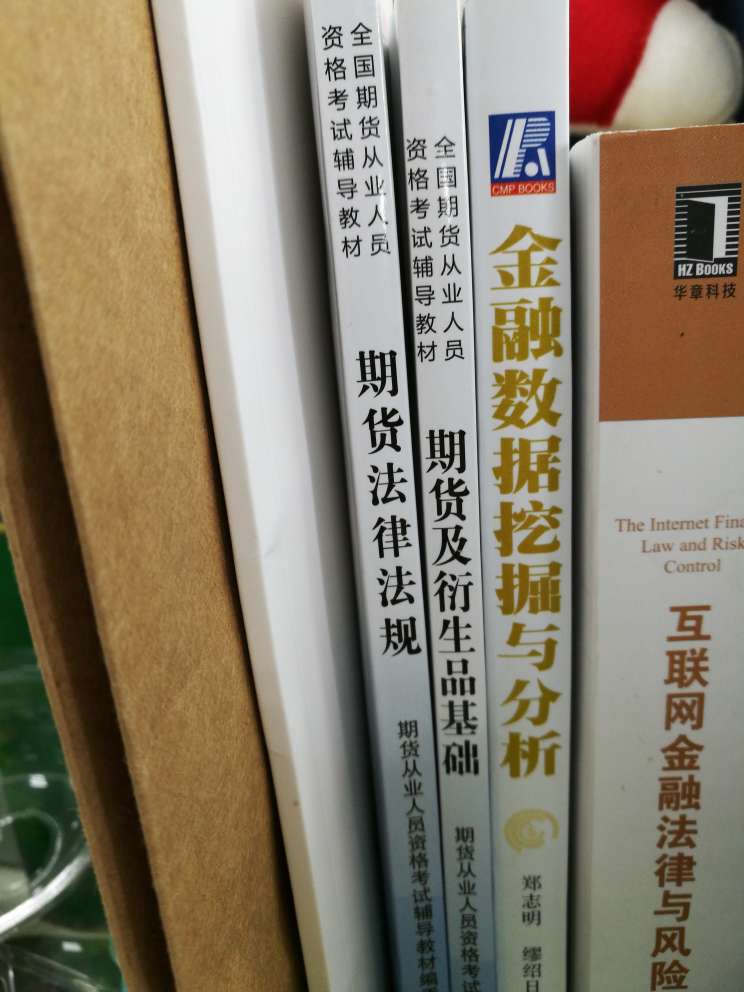 全国期货从业人员
资格考试辅导教材
期货法律法规
期货从业人员资格考试辅导教材编
全国期货从业人员
资格考试辅导教材
期货及衍生品基础
期货从业人员资格考试
CMP BOOKS
金融数据挖掘与分析
郑志明 缪绍日
HZ BOOKS
华章科技
The Internet Fina
Law and Risk
Control
互联网金融法律与风险